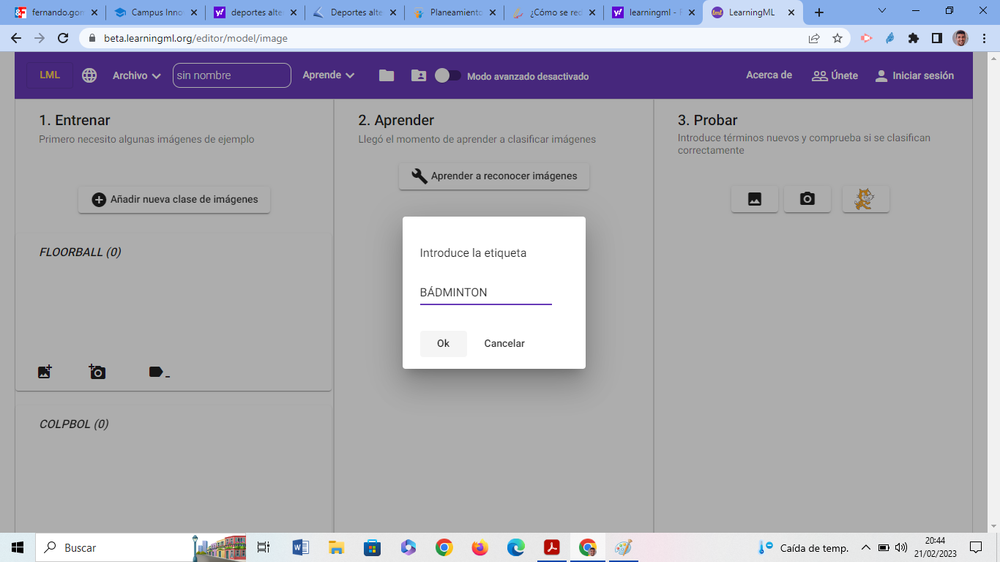 fernando.gon
Campus Inno
deportes alte
Deportes alte
Planeamiento
¿Cómo se rec
learningml - F
LearningML
beta.learningml.org/editor/model/image
LML
Archivo
sin nombre
Aprende
Modo avanzado desactivado
Acerca de
Únete
Iniciar sesión
1. Entrenar
Primero necesito algunas imágenes de ejemplo
Añadir nueva clase de imágenes
FLOORBALL (0)
COLPBOL (0)
2. Aprender
Llegó el momento de aprender a clasificar imágenes
Aprender a reconocer imágenes
Introduce la etiqueta
BÁDMINTON
Ok
Cancelar
3. Probar
Introduce términos nuevos y comprueba si se clasifican
correctamente
Buscar
Caída de temp.
20:44
21/02/2023